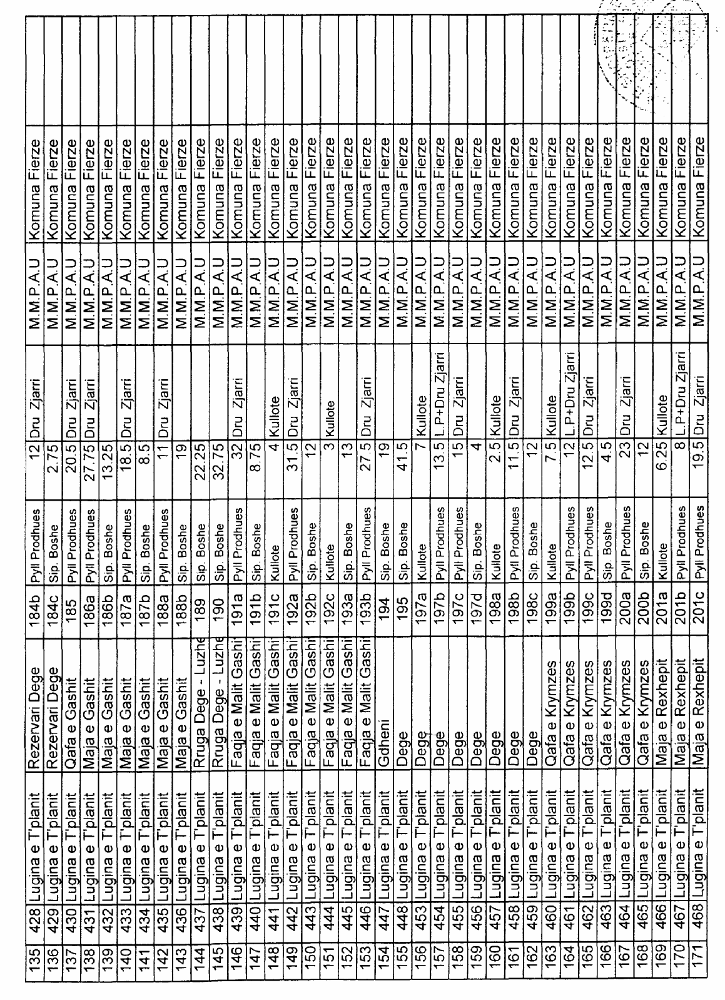 135 428 Lugina e T'planit Rezervari Dege 184b Pyll Prodhues 12 Dru Zjarri M.M.P.A.U Komuna Fierze
136 429 Lugina e T'planit Rezervari Dege 184c Sip. Boshe 2.75 M.M.P.A.U Komuna Fierze
137 430 Lugina e T'planit Qafa e Gashit 185 Pyll Prodhues 20.5 Dru Zjarri M.M.P.A.U Komuna Fierze
138 431 Lugina e T'planit Maja e Gashit 186a Pyll Prodhues 27.75 Dru Zjarri M.M.P.A.U Komuna Fierze
139 432 Lugina e T'planit Maja e Gashit 186b Sip. Boshe 13.25 M.M.P.A.U Komuna Fierze
140 433 Lugina e T'planit Maja e Gashit 187a Pyll Prodhues 18.5 Dru Zjarri M.M.P.A.U Komuna Fierze
141 434 Lugina e T'planit Maja e Gashit 187b Sip. Boshe 8.5 M.M.P.A.U Komuna Fierze
142 435 Lugina e T'planit Maja e Gashit 188a Pyll Prodhues 11 Dru Zjarri M.M.P.A.U Komuna Fierze
143 436 Lugina e T'planit Maja e Gashit 188b Sip. Boshe 19 M.M.P.A.U Komuna Fierze
144 437 Lugina e T'planit Rruga Dege - Luzhe 189 Sip. Boshe 22.25 M.M.P.A.U Komuna Fierze
145 438 Lugina e T'planit Rruga Dege - Luzhe 190 Sip. Boshe 32.75 M.M.P.A.U Komuna Fierze
146 439 Lugina e T'planit Faqja e Malit Gashit 191a Pyll Prodhues 32 Dru Zjarri M.M.P.A.U Komuna Fierze
147 440 Lugina e T'planit Faqja e Malit Gashit 191b Sip. Boshe 8.75 M.M.P.A.U Komuna Fierze
148 441 Lugina e T'planit Faqja e Malit Gashit 191c Kullote 4 Kullote M.M.P.A.U Komuna Fierze
149 442 Lugina e T'planit Faqja e Malit Gashit 192a Pyll Prodhues 31.5 Dru Zjarri M.M.P.A.U Komuna Fierze
150 443 Lugina e T'planit Faqja e Malit Gashit 192b Sip. Boshe 12 M.M.P.A.U Komuna Fierze
151 444 Lugina e T'planit Faqja e Malit Gashit 192c Kullote 3 Kullote M.M.P.A.U Komuna Fierze
152 445 Lugina e T'planit Faqja e Malit Gashit 193a Sip. Boshe 13 M.M.P.A.U Komuna Fierze
153 446 Lugina e T'planit Faqja e Malit Gashit 193b Pyll Prodhues 27.5 Dru Zjarri M.M.P.A.U Komuna Fierze
154 447 Lugina e T'planit Gdheni 194 Sip. Boshe 19 M.M.P.A.U Komuna Fierze
155 448 Lugina e T'planit Dege 195 Sip. Boshe 41.5 M.M.P.A.U Komuna Fierze
156 453 Lugina e T'planit Dege 197a Kullote 7 Kullote M.M.P.A.U Komuna Fierze
157 454 Lugina e T'planit Dege 197b Pyll Prodhues 13.5 L.P+Dru Zjarri M.M.P.A.U Komuna Fierze
158 455 Lugina e T'planit Dege 197c Pyll Prodhues 15 Dru Zjarri M.M.P.A.U Komuna Fierze
159 456 Lugina e T'planit Dege 197d Sip. Boshe 4 M.M.P.A.U Komuna Fierze
160 457 Lugina e T'planit Dege 198a Kullote 2.5 Kullote M.M.P.A.U Komuna Fierze
161 458 Lugina e T'planit Dege 198b Pyll Prodhues 11.5 Dru Zjarri M.M.P.A.U Komuna Fierze
162 459 Lugina e T'planit Dege 198c Sip. Boshe 12 M.M.P.A.U Komuna Fierze
163 460 Lugina e T'planit Qafa e Krymzes 199a Kullote 7.5 Kullote M.M.P.A.U Komuna Fierze
164 461 Lugina e T'planit Qafa e Krymzes 199b Pyll Prodhues 12 L.P+Dru Zjarri M.M.P.A.U Komuna Fierze
165 462 Lugina e T'planit Qafa e Krymzes 199c Pyll Prodhues 12.5 Dru Zjarri M.M.P.A.U Komuna Fierze
166 463 Lugina e T'planit Qafa e Krymzes 199d Sip. Boshe 4.5 M.M.P.A.U Komuna Fierze
167 464 Lugina e T'planit Qafa e Krymzes 200a Pyll Prodhues 23 Dru Zjarri M.M.P.A.U Komuna Fierze
168 465 Lugina e T'planit Qafa e Krymzes 200b Sip. Boshe 12 M.M.P.A.U Komuna Fierze
169 466 Lugina e T'planit Maja e Rexhepit 201a Kullote 6.25 Kullote M.M.P.A.U Komuna Fierze
170 467 Lugina e T'planit Maja e Rexhepit 201b Pyll Prodhues 8 L.P+Dru Zjarri M.M.P.A.U Komuna Fierze
171 468 Lugina e T'planit Maja e Rexhepit 201c Pyll Prodhues 19.5 Dru Zjarri M.M.P.A.U Komuna Fierze